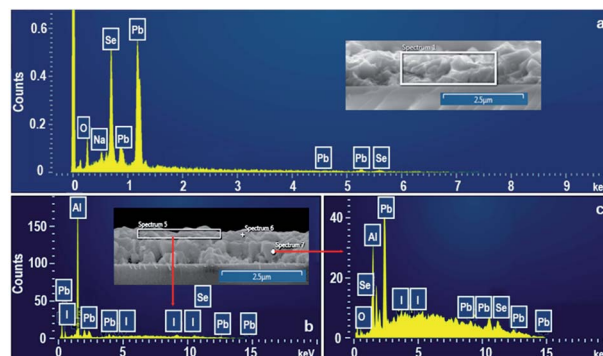 a
Counts
0.6
0.4
0.2
0
O
Na
Se
Pb
Pb
Pb
Pb
Se
Spectrum 3
2.5µm
0 1 2 3 4 5 6 7 8 9
ke
b
Counts
150
100
50
0
Al
Pb
I
Pb
Pb
I
I
I
Se
Pb
Pb
Spectrum 5
Spectrum 6
Spectrum 7
2.5µm
0 5 10 15
keV
c
40
20
0
Pb
Al
Se
O
I
I
Pb
Pb
Se
Pb
Pb
0 5 10 15
ke